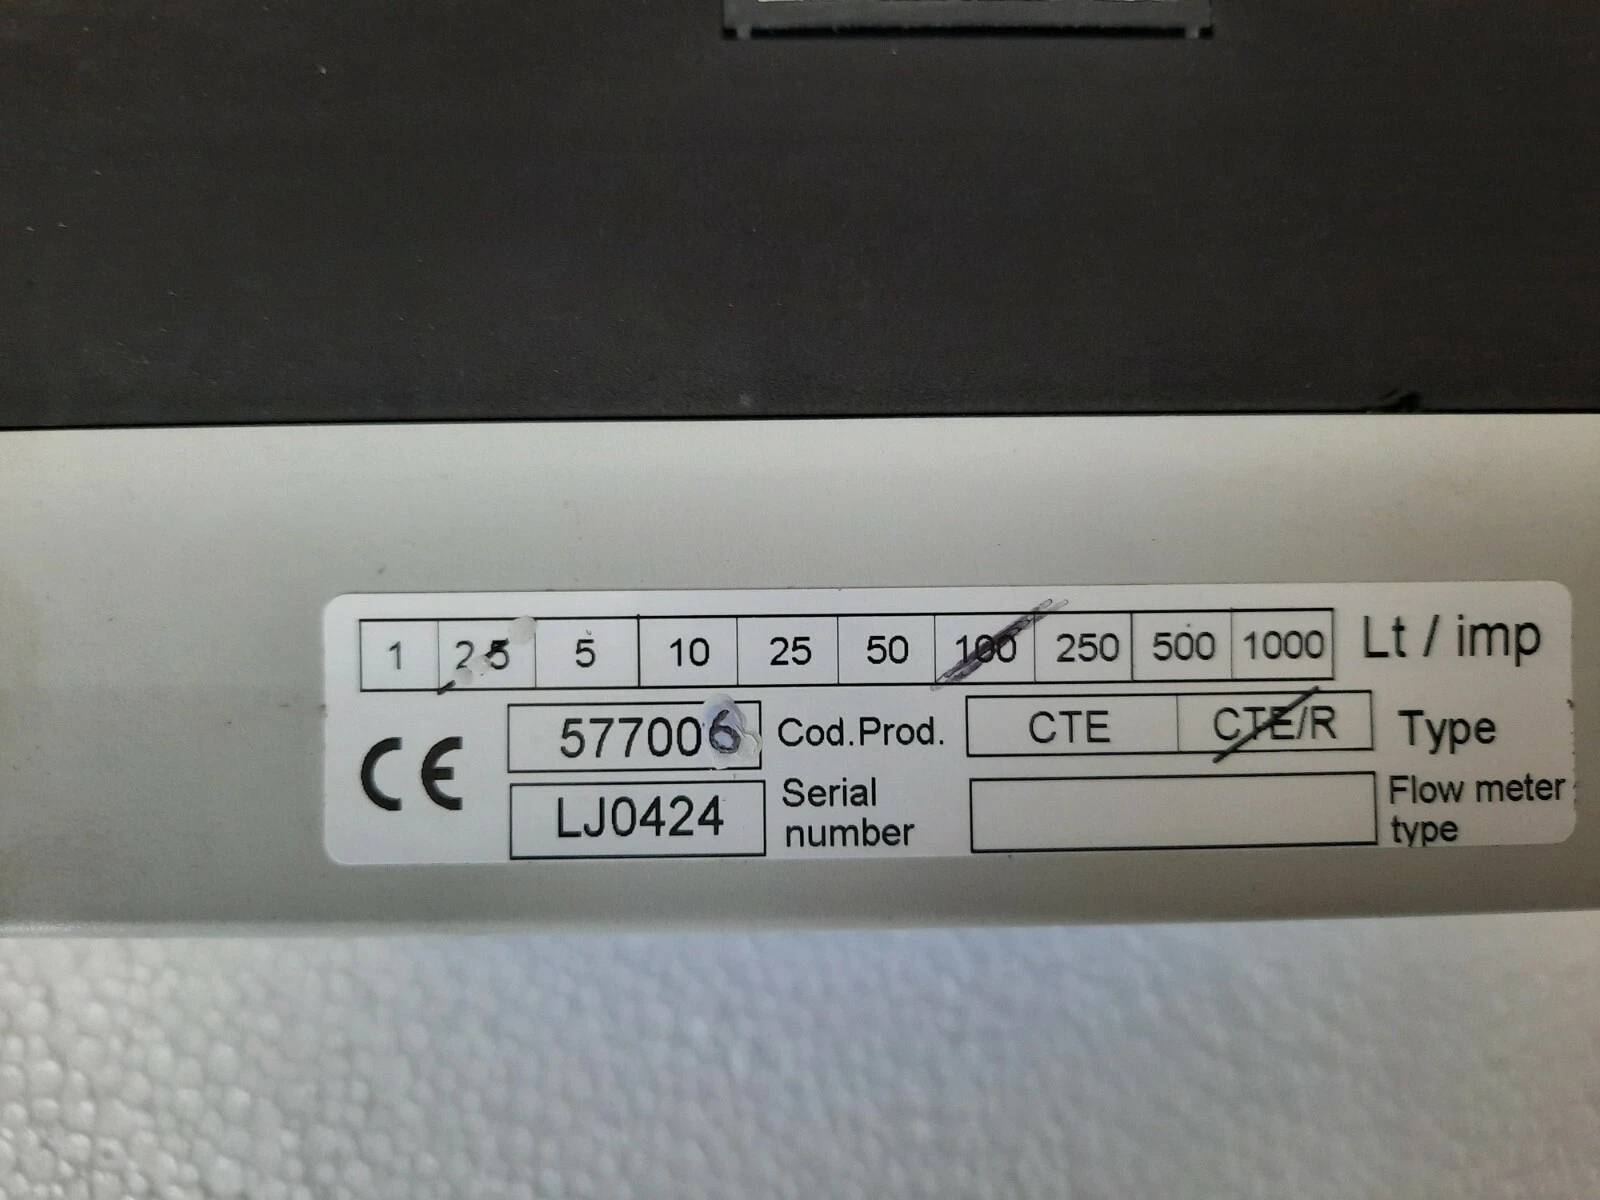 1 2.5 5 10 25 50 100 250 500 1000 Lt / imp
CE 577006 Cod.Prod. CTE CTE/R Type
LJ0424 Serial number Flow meter type